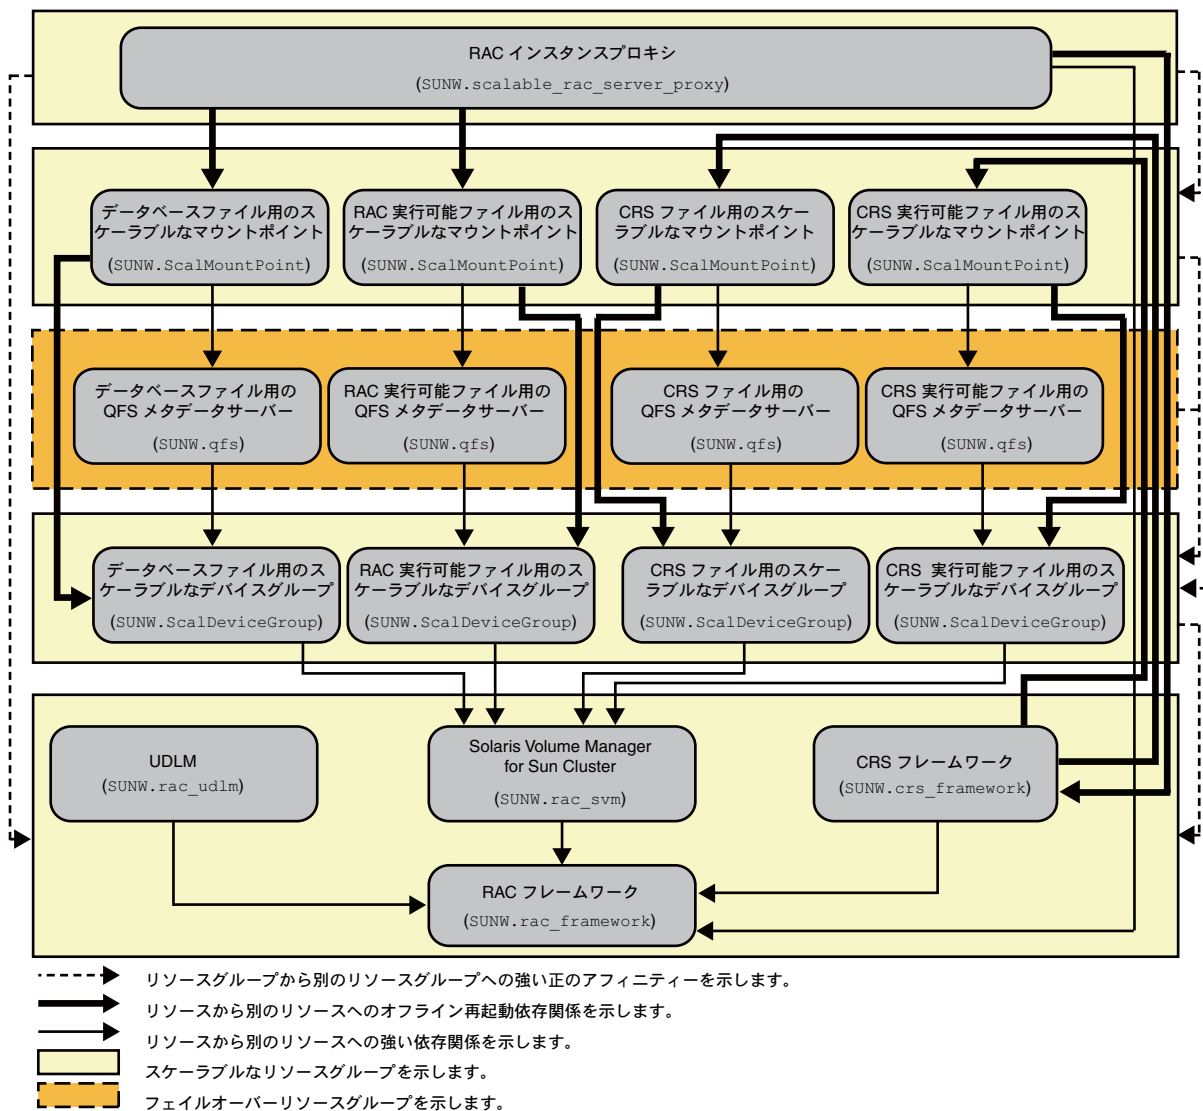 RAC インスタンスプロキシ
(SUNW.scalable_rac_server_proxy)
データベースファイル用のス
ケーラブルなマウントポイント
(SUNW.ScalMountPoint)
RAC 実行可能ファイル用のス
ケーラブルなマウントポイント
(SUNW.ScalMountPoint)
CRS ファイル用のスケー
ラブルなマウントポイント
(SUNW.ScalMountPoint)
CRS 実行可能ファイル用のス
ケーラブルなマウントポイント
(SUNW.ScalMountPoint)
データベースファイル用の
QFS メタデータサーバー
(SUNW.qfs)
RAC 実行可能ファイル用の
QFS メタデータサーバー
(SUNW.qfs)
CRS ファイル用の
QFS メタデータサーバー
(SUNW.qfs)
CRS 実行可能ファイル用の
QFS メタデータサーバー
(SUNW.qfs)
データベースファイル用のス
ケーラブルなデバイスグループ
(SUNW.ScalDeviceGroup)
RAC 実行可能ファイル用のス
ケーラブルなデバイスグループ
(SUNW.ScalDeviceGroup)
CRS ファイル用のスケー
ラブルなデバイスグループ
(SUNW.ScalDeviceGroup)
CRS 実行可能ファイル用のス
ケーラブルなデバイスグループ
(SUNW.ScalDeviceGroup)
UDLM
(SUNW.rac_udlm)
Solaris Volume Manager
for Sun Cluster
(SUNW.rac_svm)
CRS フレームワーク
(SUNW.crs_framework)
RAC フレームワーク
(SUNW.rac_framework)
リソースグループから別のリソースグループへの強い正のアフィニティーを示します。
リソースから別のリソースへのオフライン再起動依存関係を示します。
リソースから別のリソースへの強い依存関係を示します。
スケーラブルなリソースグループを示します。
フェイルオーバーリソースグループを示します。